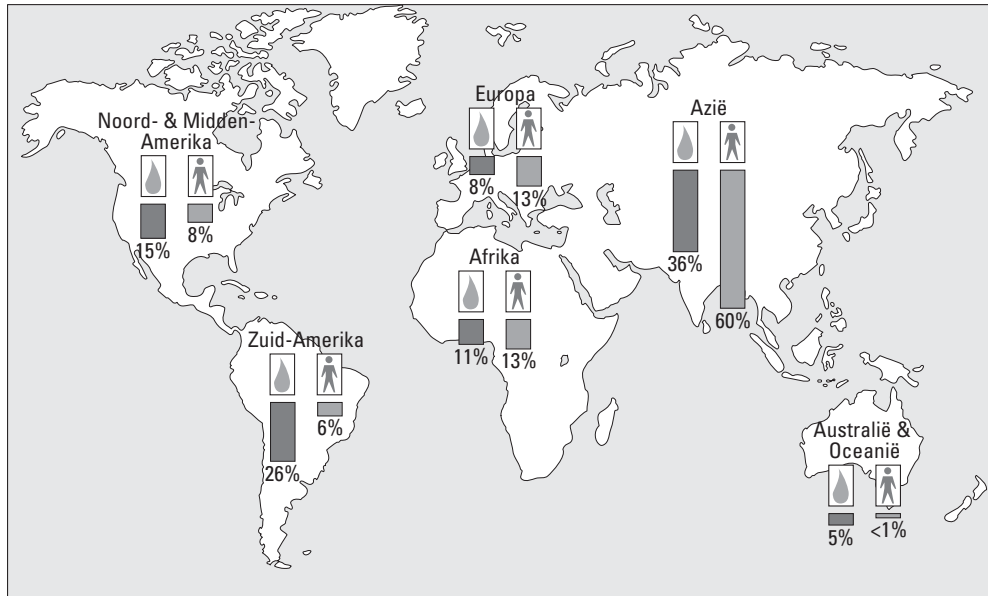 Noord- & Midden-
Amerika
15%
8%
Europa
8%
13%
Azië
36%
60%
Afrika
11%
13%
Zuid-Amerika
26%
6%
Australië &
Oceanië
5%
<1%